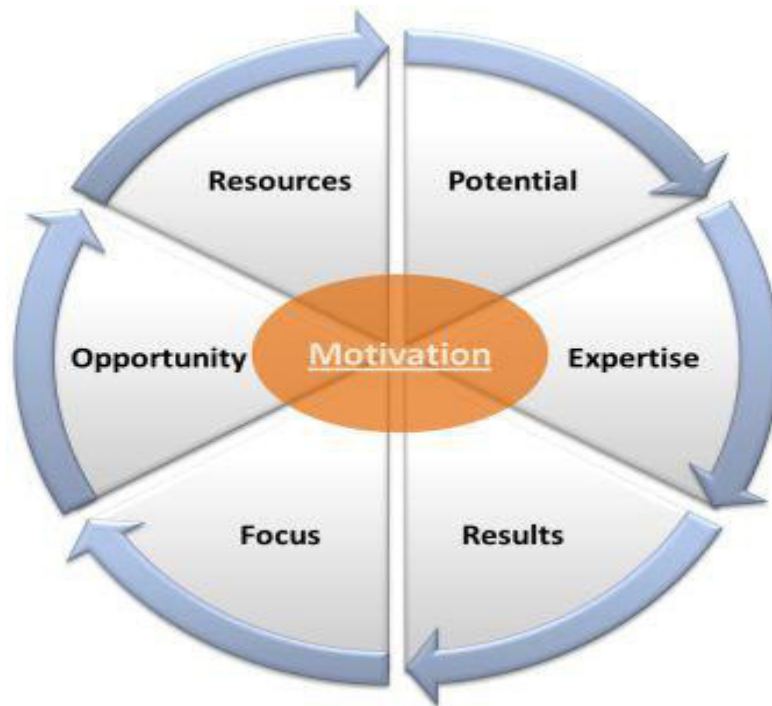 Resources
Potential
Opportunity
Motivation
Expertise
Focus
Results